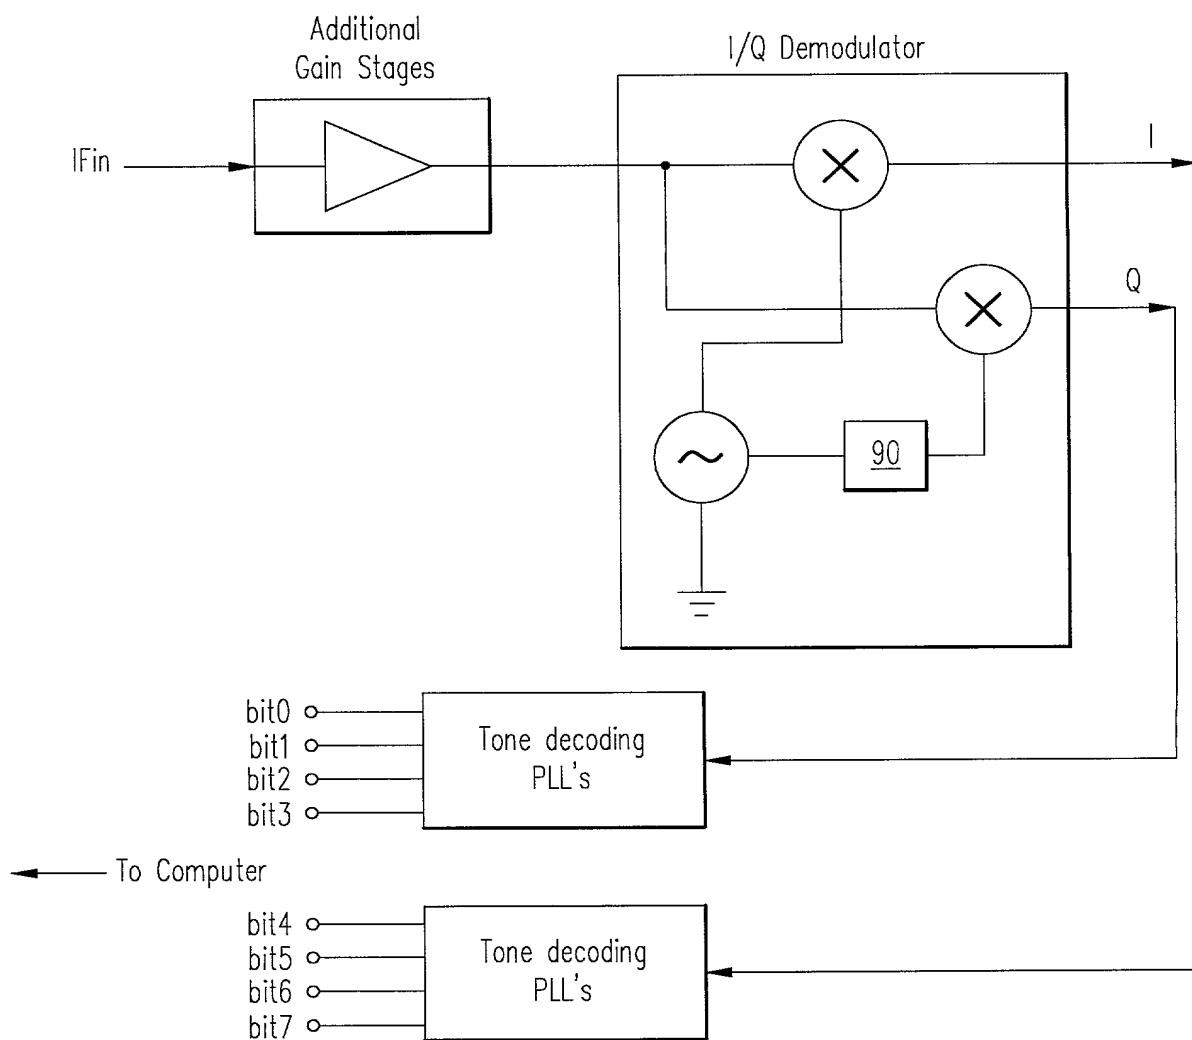 Additional
Gain Stages
I/Q Demodulator
IFin
I
Q
90
bit0
bit1
bit2
bit3
Tone decoding
PLL's
To Computer
bit4
bit5
bit6
bit7
Tone decoding
PLL's